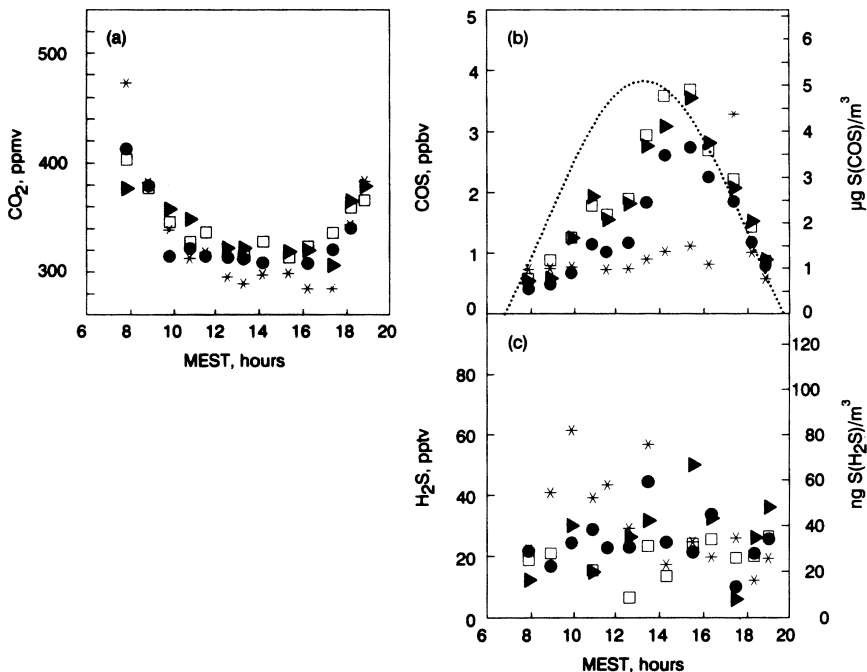 (a)
500
400
300
CO2, ppmv
6 8 10 12 14 16 18 20
MEST, hours
(b)
5
4
3
2
1
0
COS, ppbv
6
5
4
3
2
1
0
µg S(COS)/m³
(c)
80
60
40
20
0
H2S, pptv
120
100
80
60
40
20
0
ng S(H2S)/m³
6 8 10 12 14 16 18 20
MEST, hours